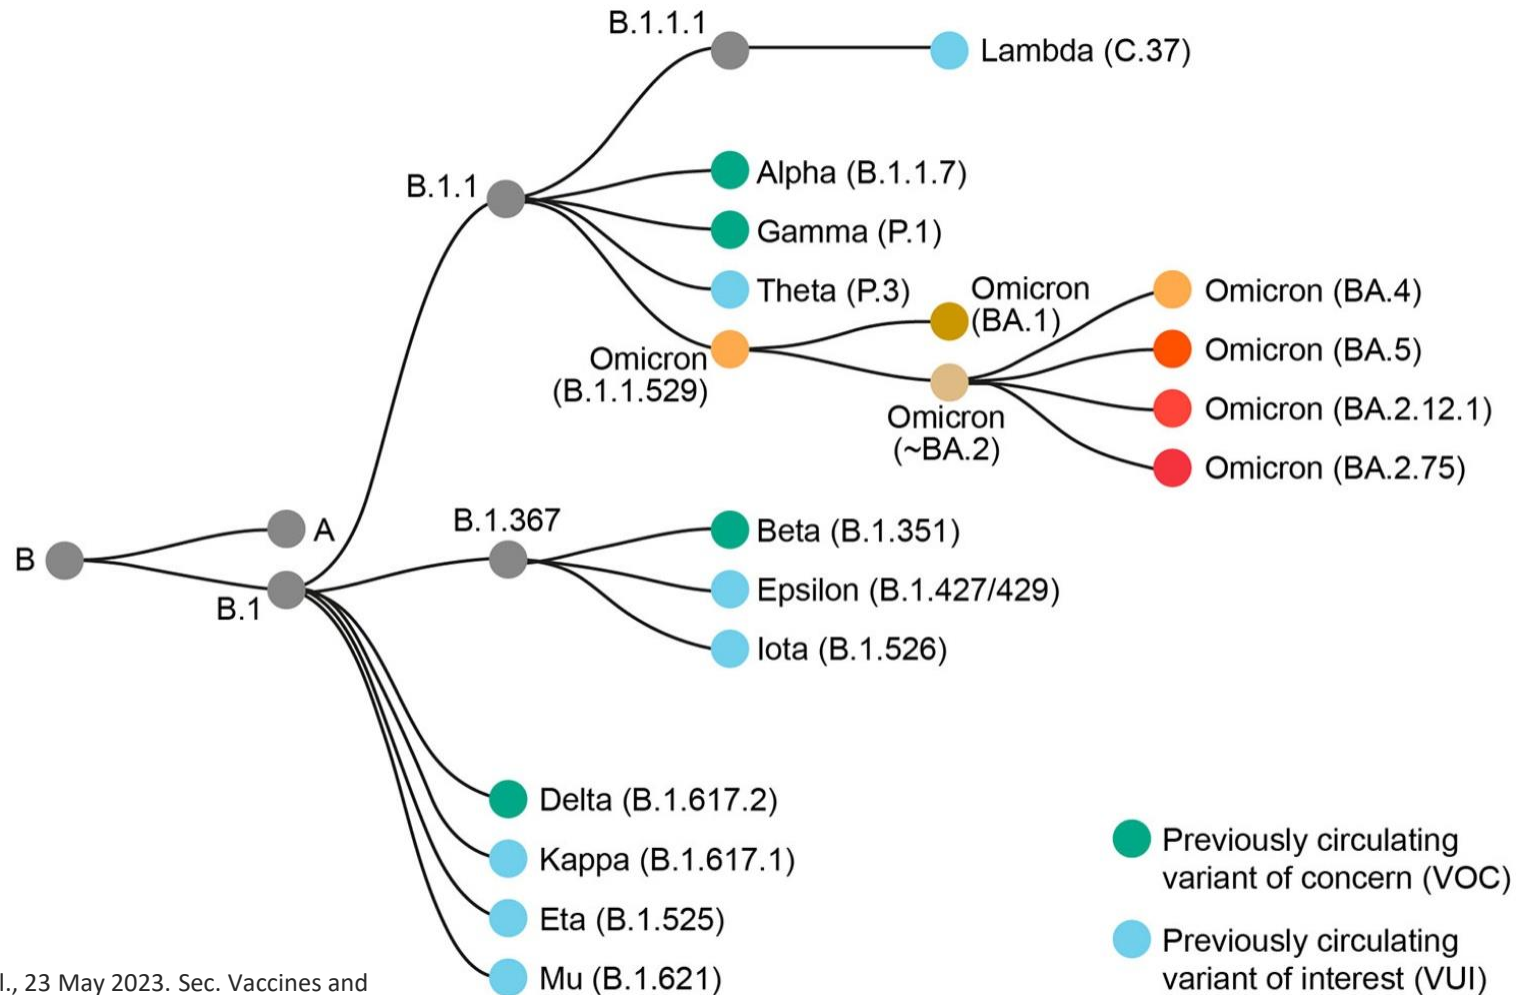 B.1.1.1
Lambda (C.37)
B.1.1
Alpha (B.1.1.7)
Gamma (P.1)
Theta (P.3)
Omicron
(B.1.1.529)
Omicron
(BA.1)
Omicron
(~BA.2)
Omicron (BA.4)
Omicron (BA.5)
Omicron (BA.2.12.1)
Omicron (BA.2.75)
B
A
B.1
B.1.367
Beta (B.1.351)
Epsilon (B.1.427/429)
Iota (B.1.526)
Delta (B.1.617.2)
Kappa (B.1.617.1)
Eta (B.1.525)
Mu (B.1.621)
Previously circulating
variant of concern (VOC)
Previously circulating
variant of interest (VUI)
l., 23 May 2023. Sec. Vaccines and